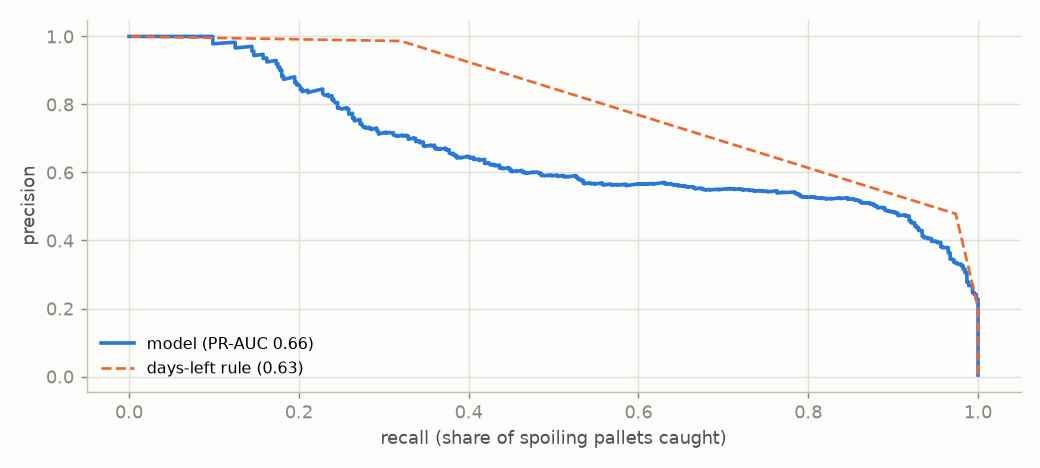 1.0
0.8
0.6
0.4
0.2
0.0
precision
model (PR-AUC 0.66)
days-left rule (0.63)
0.0 0.2 0.4 0.6 0.8 1.0
recall (share of spoiling pallets caught)